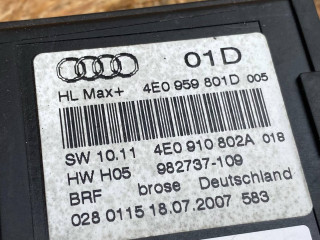 01D
HL Max+ 4E0 959 801D 005
SW 10.11 4E0 910 802A 018
HW H05 982737-109
BRF brose Deutschland
028 0115 18.07.2007 583